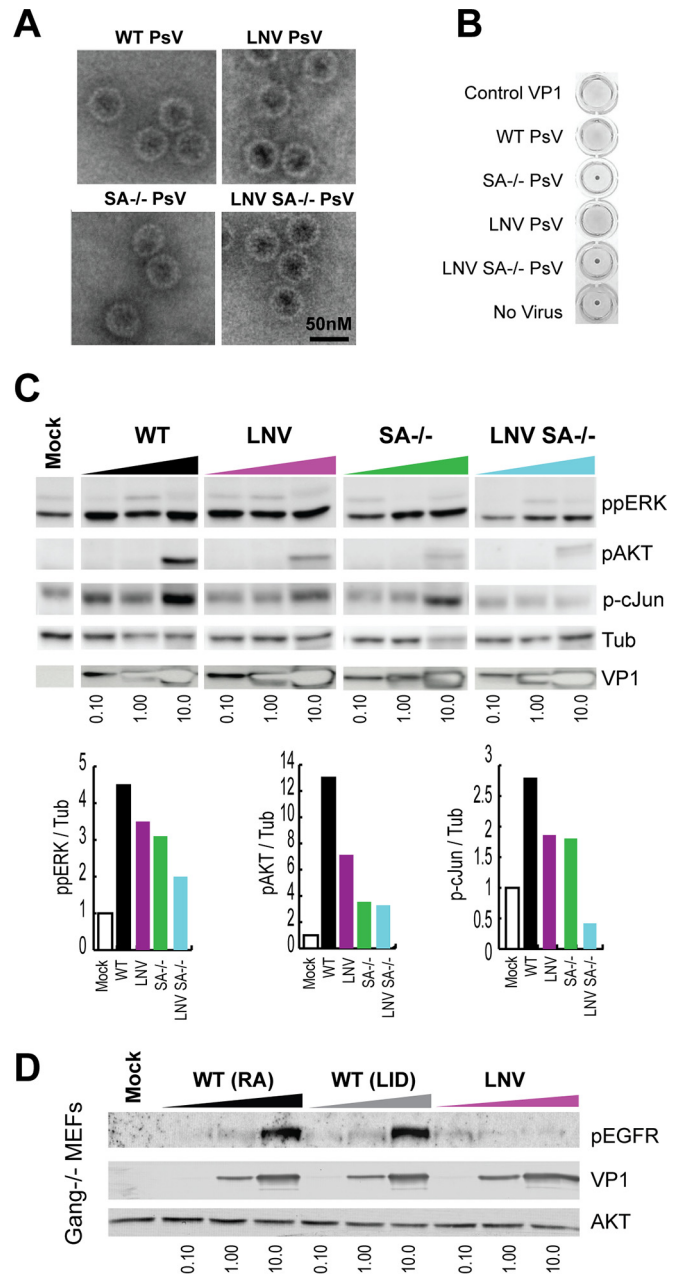 A
WT PsV
LNV PsV
SA-/- PsV
LNV SA-/- PsV
50nM
B
Control VP1
WT PsV
SA-/- PsV
LNV PsV
LNV SA-/- PsV
No Virus
C
Mock
WT
LNV
SA-/-
LNV SA-/-
ppERK
pAKT
p-cJun
Tub
VP1
0.10 1.00 10.0 0.10 1.00 10.0 0.10 1.00 10.0 0.10 1.00 10.0
ppERK / Tub
5
4
3
2
1
0
Mock
WT
LNV
SA-/-
LNV SA-/-
pAKT / Tub
14
12
10
8
6
4
2
0
Mock
WT
LNV
SA-/-
LNV SA-/-
p-cJun / Tub
3
2.5
2
1.5
1
0.5
0
Mock
WT
LNV
SA-/-
LNV SA-/-
D
Gang-/- MEFs
Mock
WT (RA)
WT (LID)
LNV
pEGFR
VP1
AKT
0.10 1.00 10.0 0.10 1.00 10.0 0.10 1.00 10.0